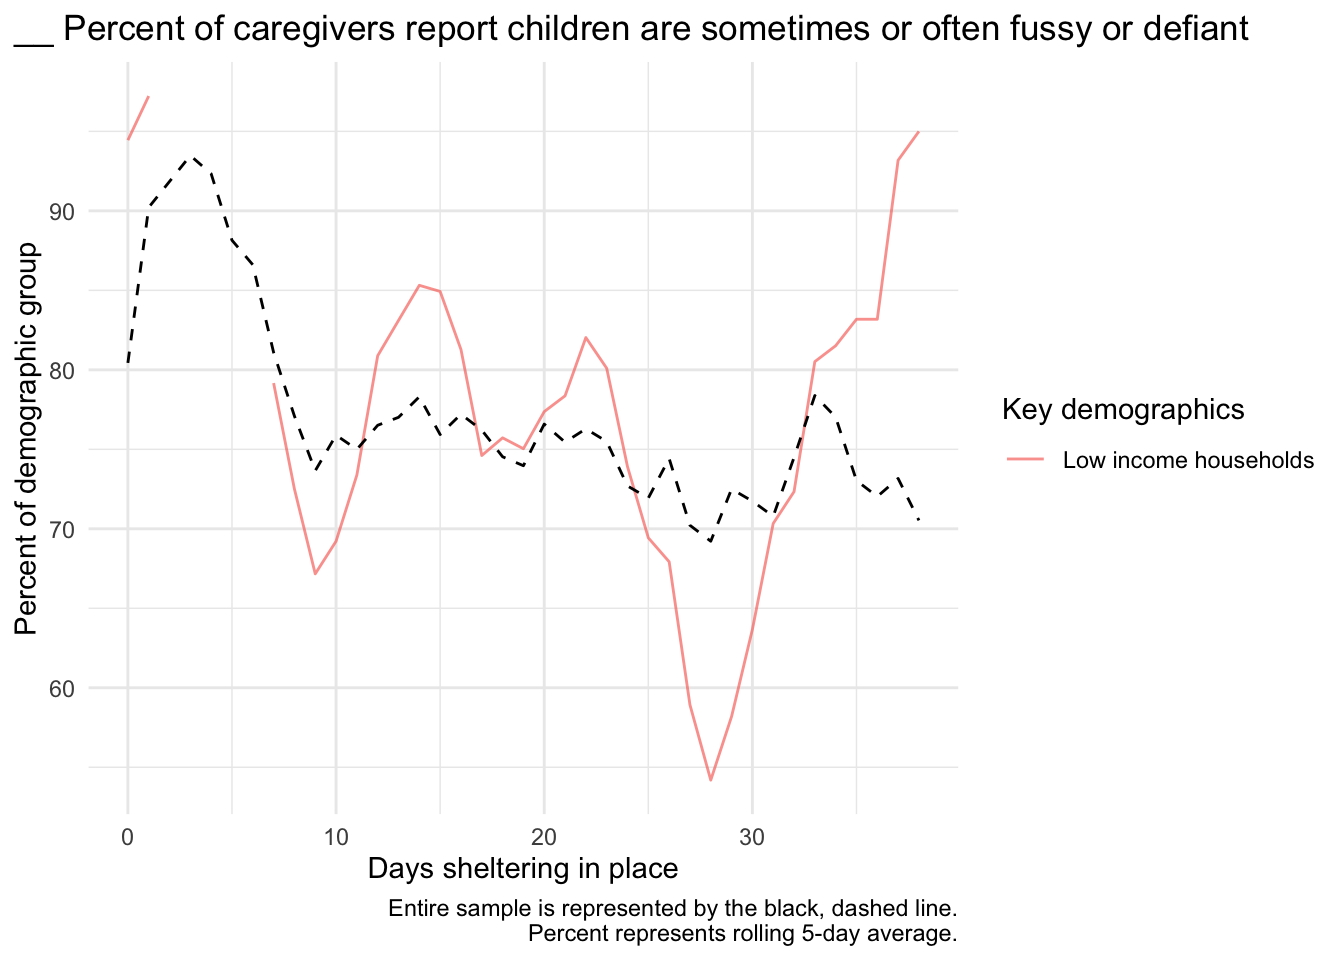 __ Percent of caregivers report children are sometimes or often fussy or defiant
Percent of demographic group
90
80
70
60
0
10
20
30
Days sheltering in place
Key demographics
Low income households
Entire sample is represented by the black, dashed line.
Percent represents rolling 5-day average.